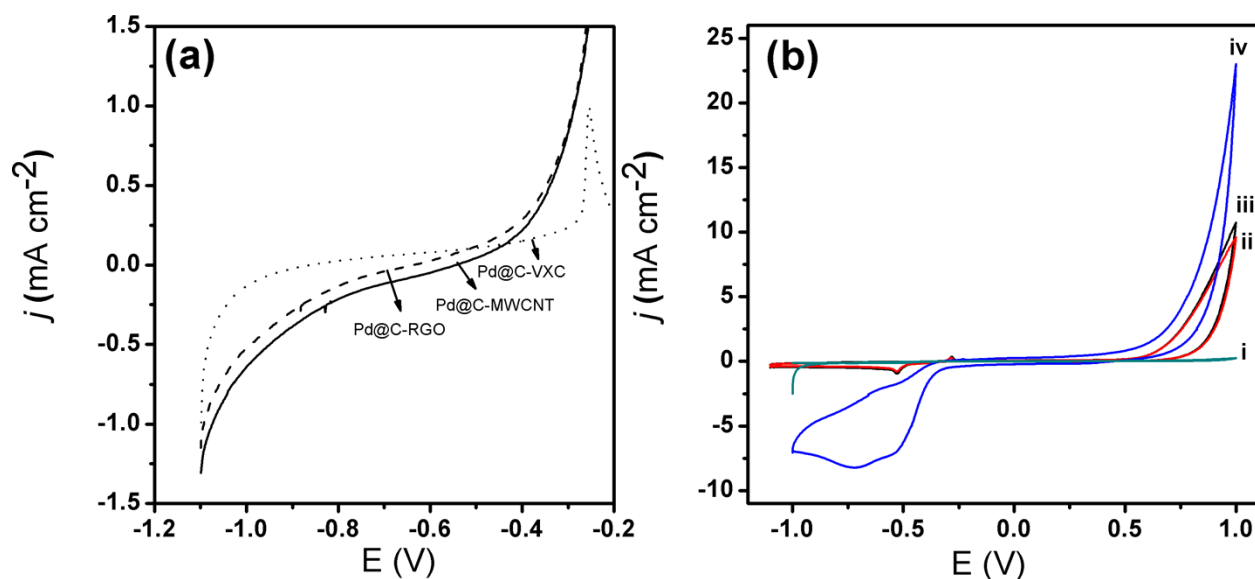 (a)
j (mA cm-2)
1.5
1.0
0.5
0.0
-0.5
-1.0
-1.5
Pd@C-VXC
Pd@C-MWCNT
Pd@C-RGO
-1.2
-1.0
-0.8
-0.6
-0.4
-0.2
E (V)
(b)
j (mA cm-2)
25
20
15
10
5
0
-5
-10
iv
iii
ii
i
-1.0
-0.5
0.0
0.5
1.0
E (V)